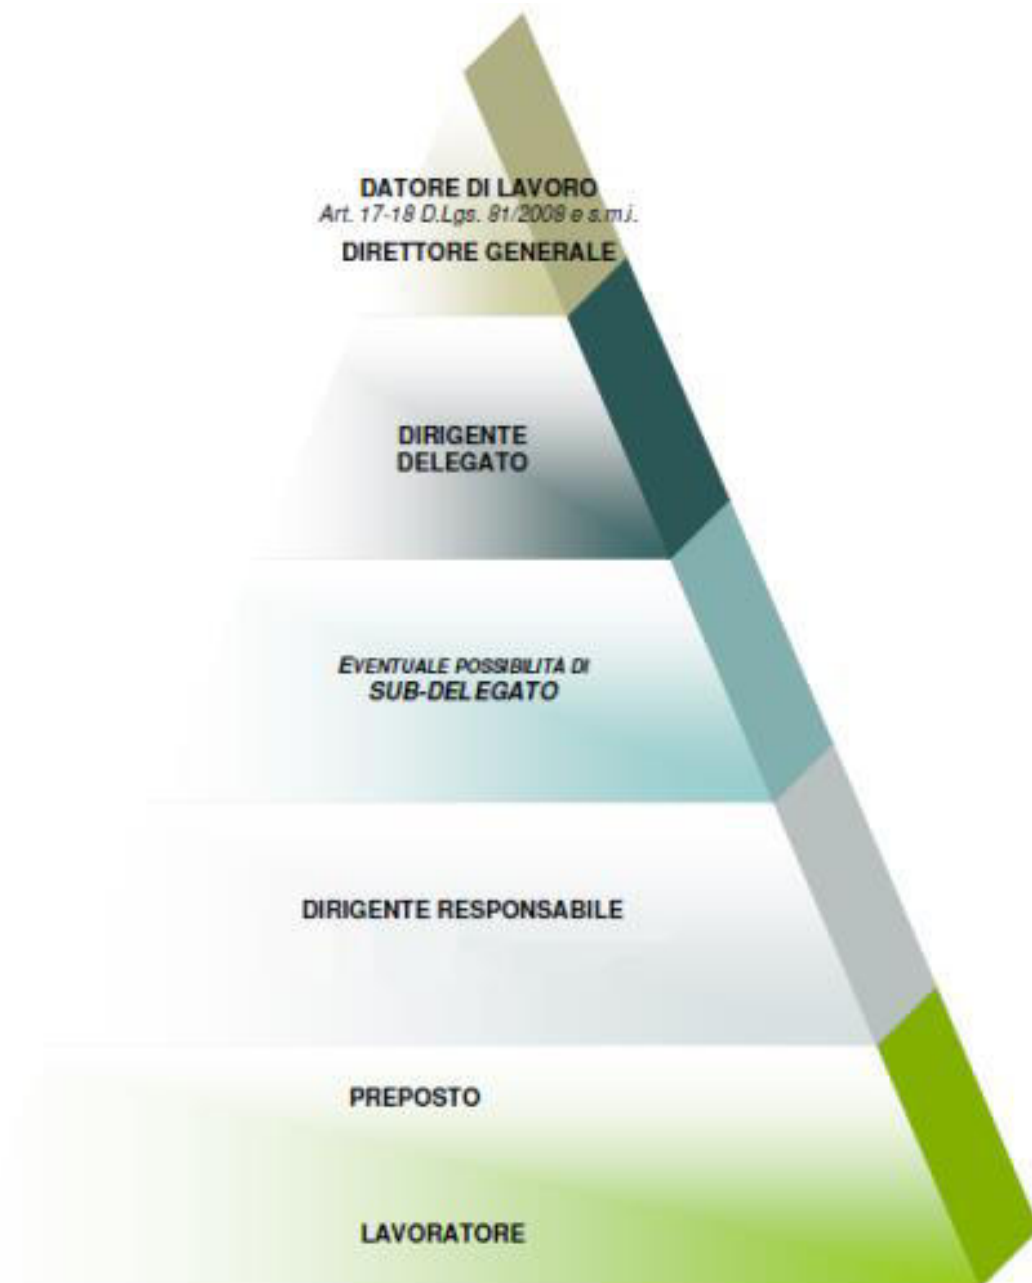 DATORE DI LAVORO
Art. 17-18 D.Lgs. 81/2008 e s.m.i.
DIRETTORE GENERALE
DIRIGENTE
DELEGATO
EVENTUALE POSSIBILITÀ DI
SUB-DELEGATO
DIRIGENTE RESPONSABILE
PREPOSTO
LAVORATORE